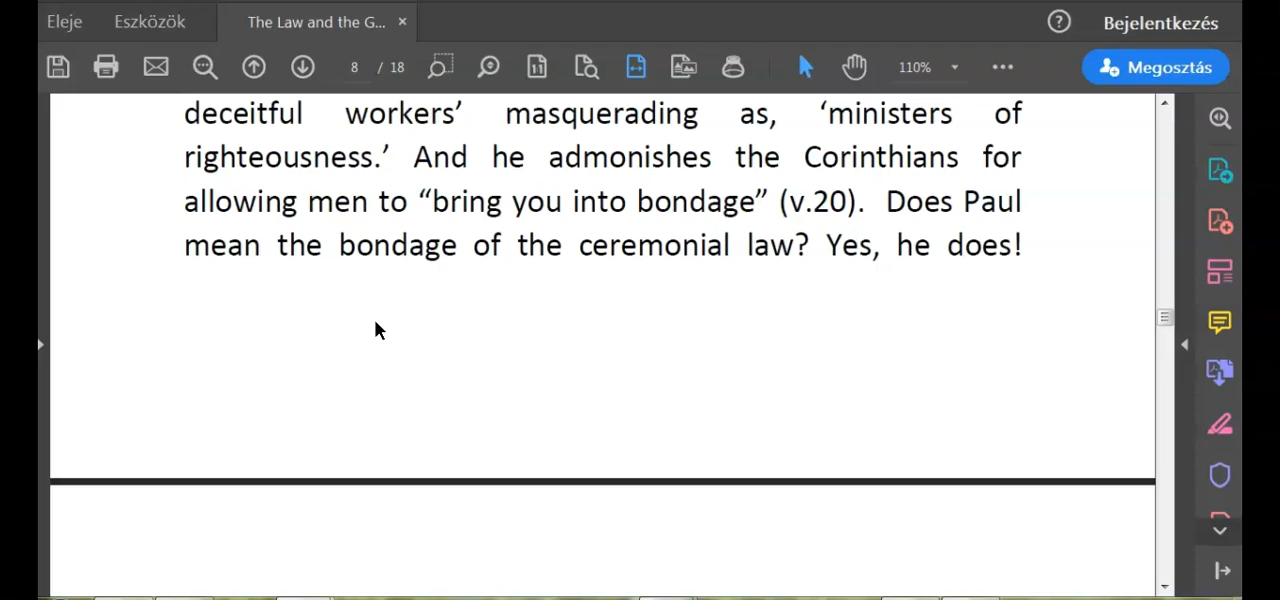 Eleje Eszközök The Law and the G... × ? Bejelentkezés
8 / 18 110% Megosztás
deceitful workers’ masquerading as, ‘ministers of
righteousness.’ And he admonishes the Corinthians for
allowing men to “bring you into bondage” (v.20). Does Paul
mean the bondage of the ceremonial law? Yes, he does!